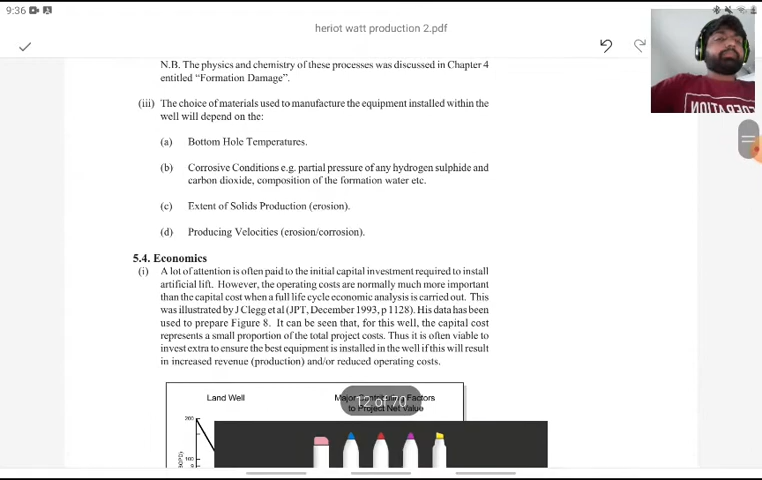 9:36
heriot watt production 2.pdf
N.B. The physics and chemistry of these processes was discussed in Chapter 4
entitled "Formation Damage".
(iii) The choice of materials used to manufacture the equipment installed within the
well will depend on the:
(a) Bottom Hole Temperatures.
(b) Corrosive Conditions e.g. partial pressure of any hydrogen sulphide and
carbon dioxide, composition of the formation water etc.
(c) Extent of Solids Production (erosion).
(d) Producing Velocities (erosion/corrosion).
5.4. Economics
(i) A lot of attention is often paid to the initial capital investment required to install
artificial lift. However, the operating costs are normally much more important
than the capital cost when a full life cycle economic analysis is carried out. This
was illustrated by J Clegg et al (JPT, December 1993, p 1128). His data has been
used to prepare Figure 8. It can be seen that, for this well, the capital cost
represents a small proportion of the total project costs. Thus it is often viable to
invest extra to ensure the best equipment is installed in the well if this will result
in increased revenue (production) and/or reduced operating costs.
Land Well
Major Contributing Factors
to Project Net Value
12 of 70
200
100